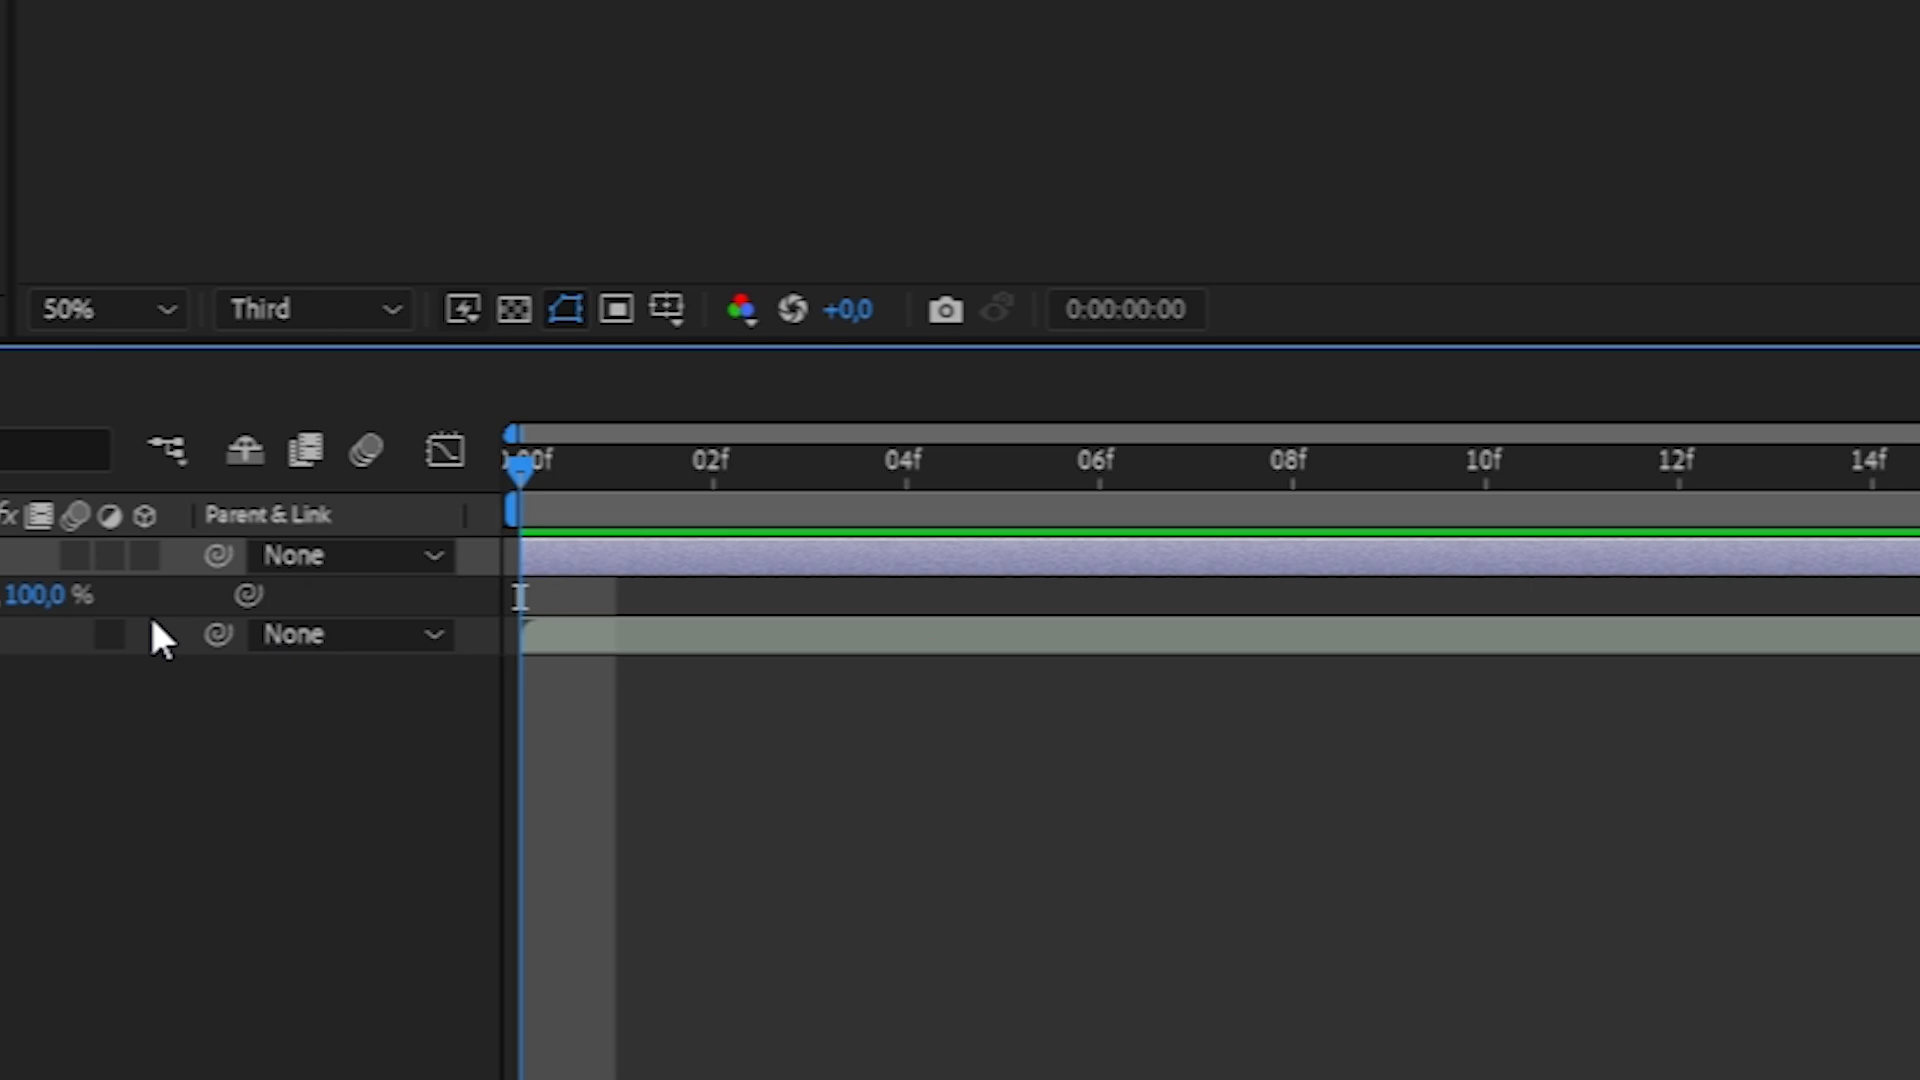 50% Third +0,0 0:00:00:00
00f 02f 04f 06f 08f 10f 12f 14f
fx Parent & Link
None
100,0 %
None